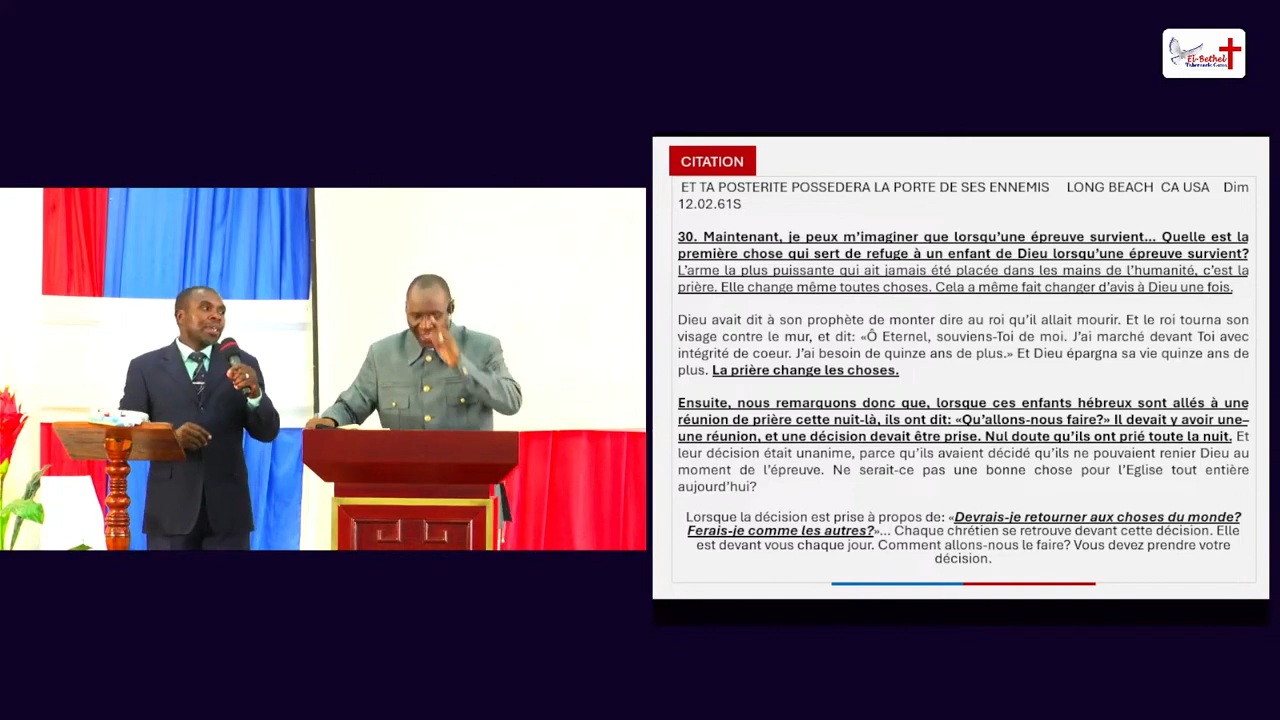 El-Bethel
CITATION
ET TA POSTERITE POSSEDERA LA PORTE DE SES ENNEMIS LONG BEACH CA USA Dim
12.02.61S
30. Maintenant, je peux m’imaginer que lorsqu’une épreuve survient... Quelle est la
première chose qui sert de refuge à un enfant de Dieu lorsqu’une épreuve survient?
L’arme la plus puissante qui ait jamais été placée dans les mains de l’humanité, c’est la
prière. Elle change même toutes choses. Cela a même fait changer d’avis à Dieu une fois.
Dieu avait dit à son prophète de monter dire au roi qu’il allait mourir. Et le roi tourna son
visage contre le mur, et dit: «Ô Eternel, souviens-Toi de moi. J’ai marché devant Toi avec
intégrité de coeur. J’ai besoin de quinze ans de plus.» Et Dieu épargna sa vie quinze ans de
plus. La prière change les choses.
Ensuite, nous remarquons donc que, lorsque ces enfants hébreux sont allés à une
réunion de prière cette nuit-là, ils ont dit: «Qu’allons-nous faire?» Il devait y avoir une–
une réunion, et une décision devait être prise. Nul doute qu’ils ont prié toute la nuit. Et
leur décision était unanime, parce qu’ils avaient décidé qu’ils ne pouvaient renier Dieu au
moment de l’épreuve. Ne serait-ce pas une bonne chose pour l’Eglise tout entière
aujourd’hui?
Lorsque la décision est prise à propos de: «Devrais-je retourner aux choses du monde?
Ferais-je comme les autres?»... Chaque chrétien se retrouve devant cette décision. Elle
est devant vous chaque jour. Comment allons-nous le faire? Vous devez prendre votre
décision.